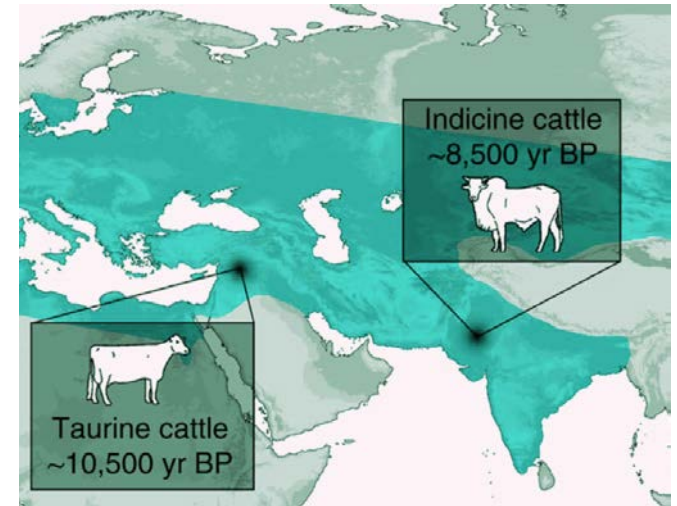 Indicine cattle
~8,500 yr BP
Taurine cattle
~10,500 yr BP